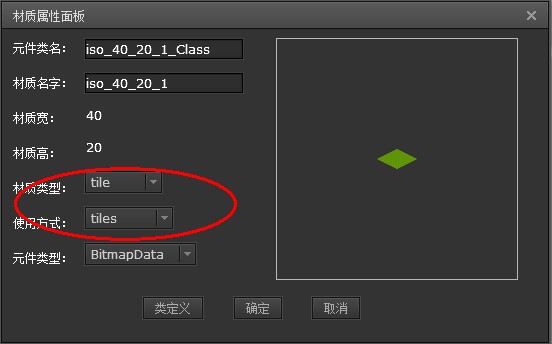 材质属性面板
元件类名： iso_40_20_1_Class
材质名字： iso_40_20_1
材质宽： 40
材质高： 20
材质类型： tile
使用方式： tiles
元件类型： BitmapData
类定义 确定 取消